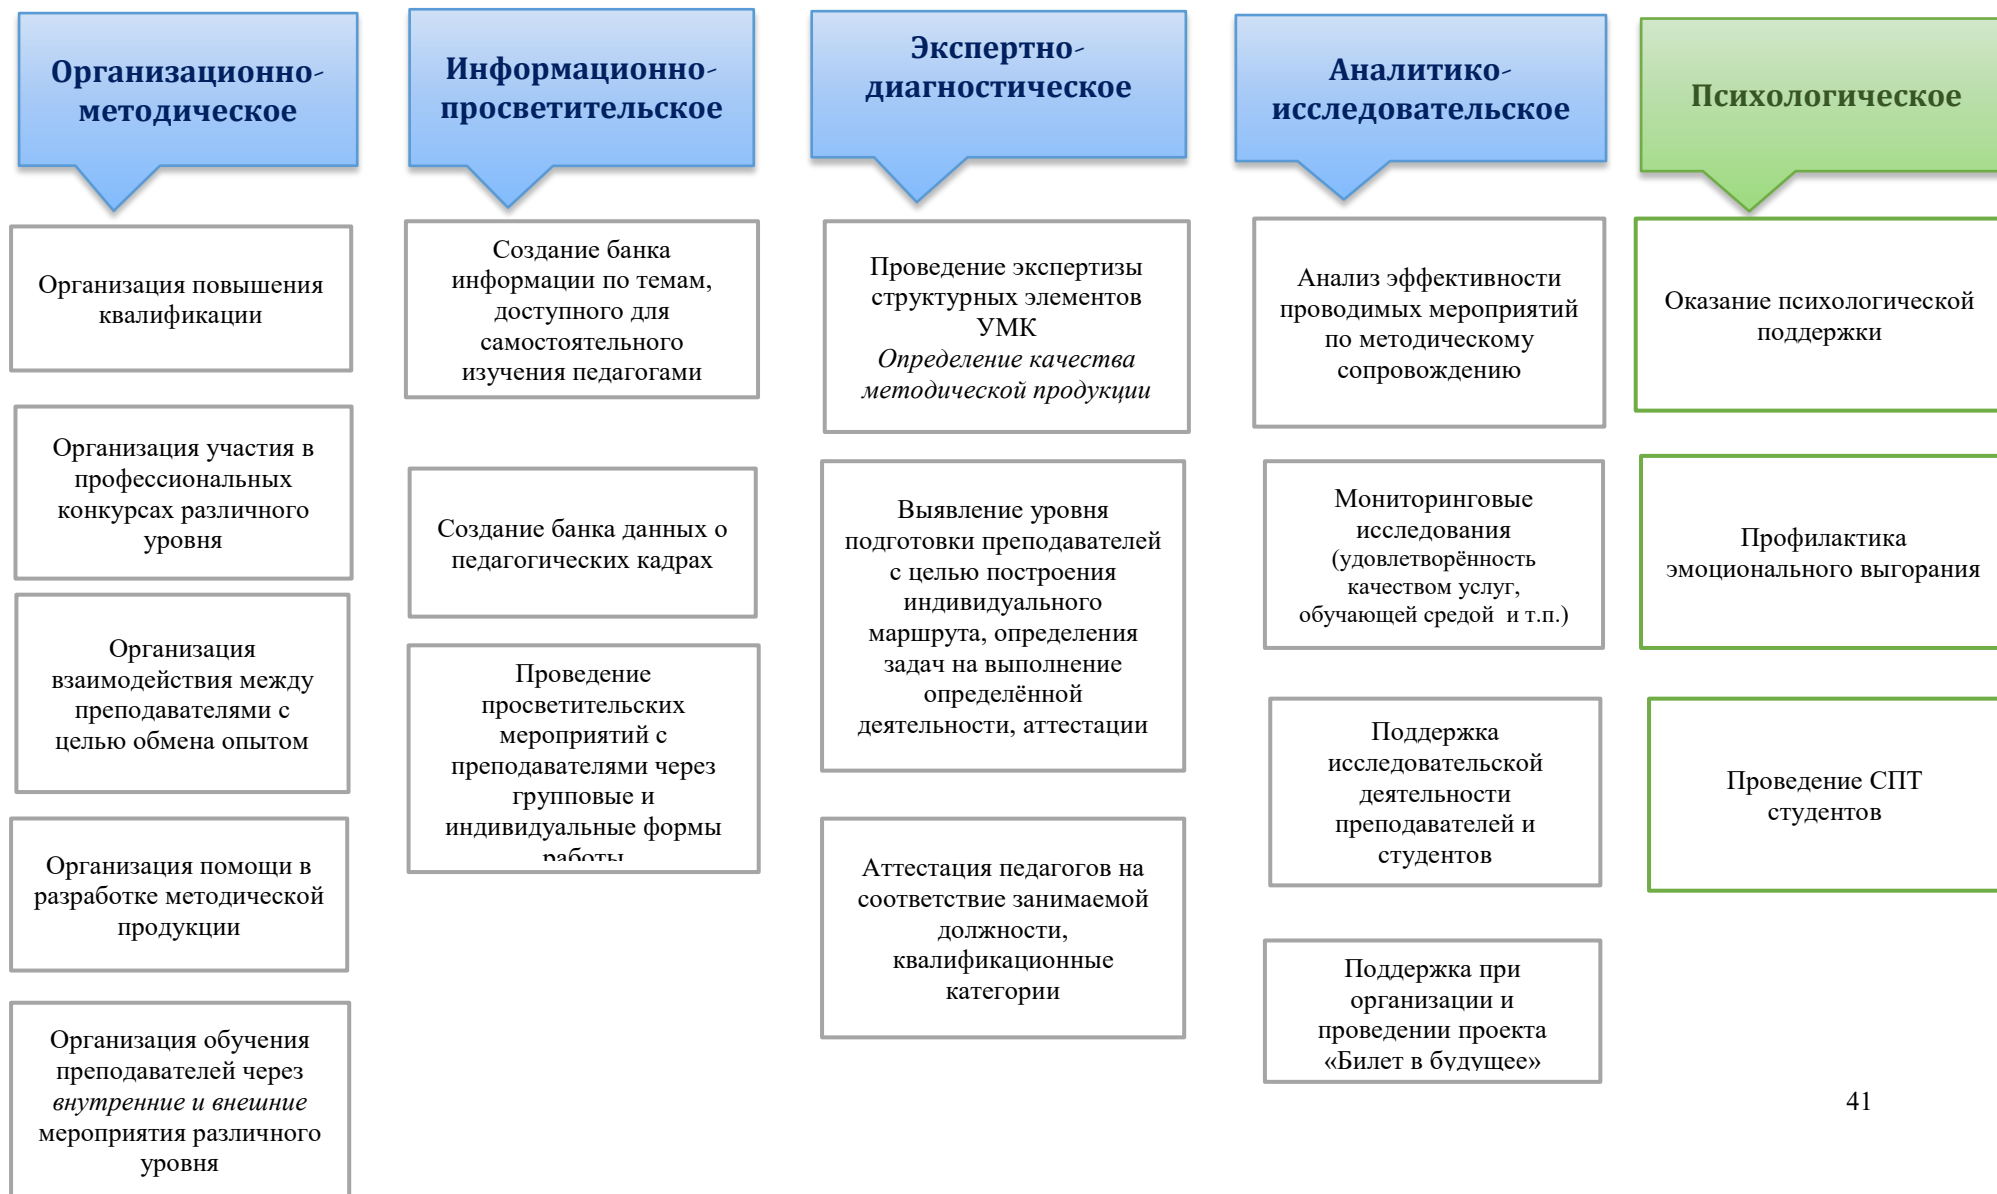 Организационно-
методическое
Организация повышения
квалификации
Организация участия в
профессиональных
конкурсах различного
уровня
Организация
взаимодействия между
преподавателями с
целью обмена опытом
Организация помощи в
разработке методической
продукции
Организация обучения
преподавателей через
внутренние и внешние
мероприятия различного
уровня
Информационно-
просветительское
Создание банка
информации по темам,
доступного для
самостоятельного
изучения педагогами
Создание банка данных о
педагогических кадрах
Проведение
просветительских
мероприятий с
преподавателями через
групповые и
индивидуальные формы
работы
Экспертно-
диагностическое
Проведение экспертизы
структурных элементов
УМК
Определение качества
методической продукции
Выявление уровня
подготовки преподавателей
с целью построения
индивидуального
маршрута, определения
задач на выполнение
определённой
деятельности, аттестации
Аттестация педагогов на
соответствие занимаемой
должности,
квалификационные
категории
Аналитико-
исследовательское
Анализ эффективности
проводимых мероприятий
по методическому
сопровождению
Мониторинговые
исследования
(удовлетворённость
качеством услуг,
обучающей средой и т.п.)
Поддержка
исследовательской
деятельности
преподавателей и
студентов
Поддержка при
организации и
проведении проекта
«Билет в будущее»
Психологическое
Оказание психологической
поддержки
Профилактика
эмоционального выгорания
Проведение СПТ
студентов
41